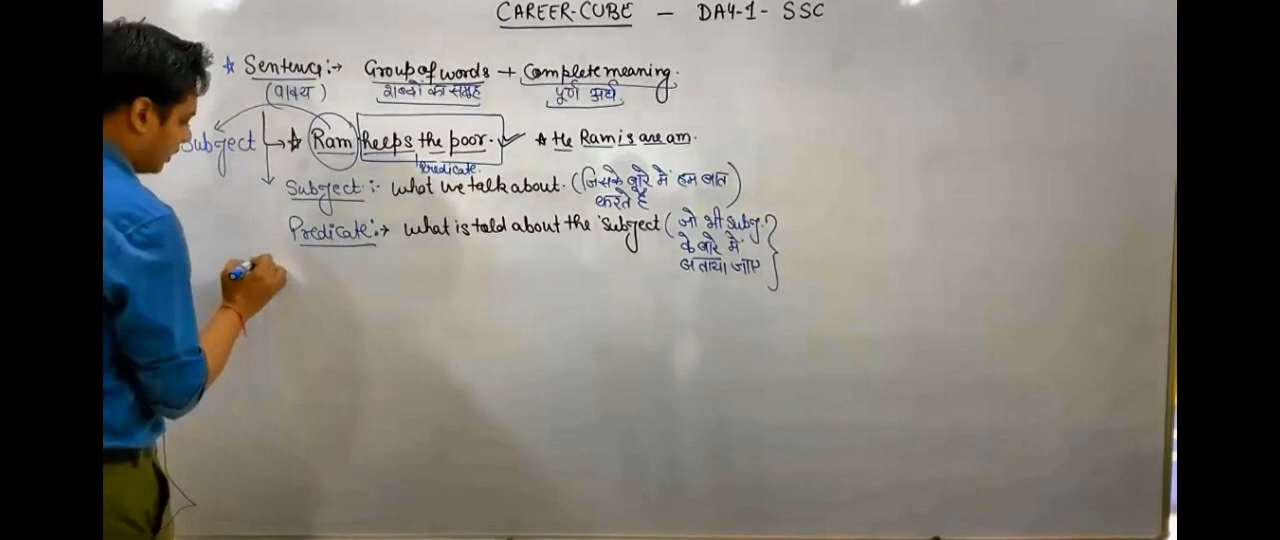 CAREER-CUBE - DAY-1- SSC
☆ Sentence:→ Group of words + Complete meaning.
(वाक्य) शब्दों का समूह पूर्ण अर्थ
Subject → ☆ Ram heeps the poor. ✓ ☆ He Ram is are am.
Predicate.
Subject:- What we talk about. (जिसके बारे में हम बात
करते हैं)
Predicate:→ What is told about the Subject (जो भी Subj.
के बारे में
बताया जाए}